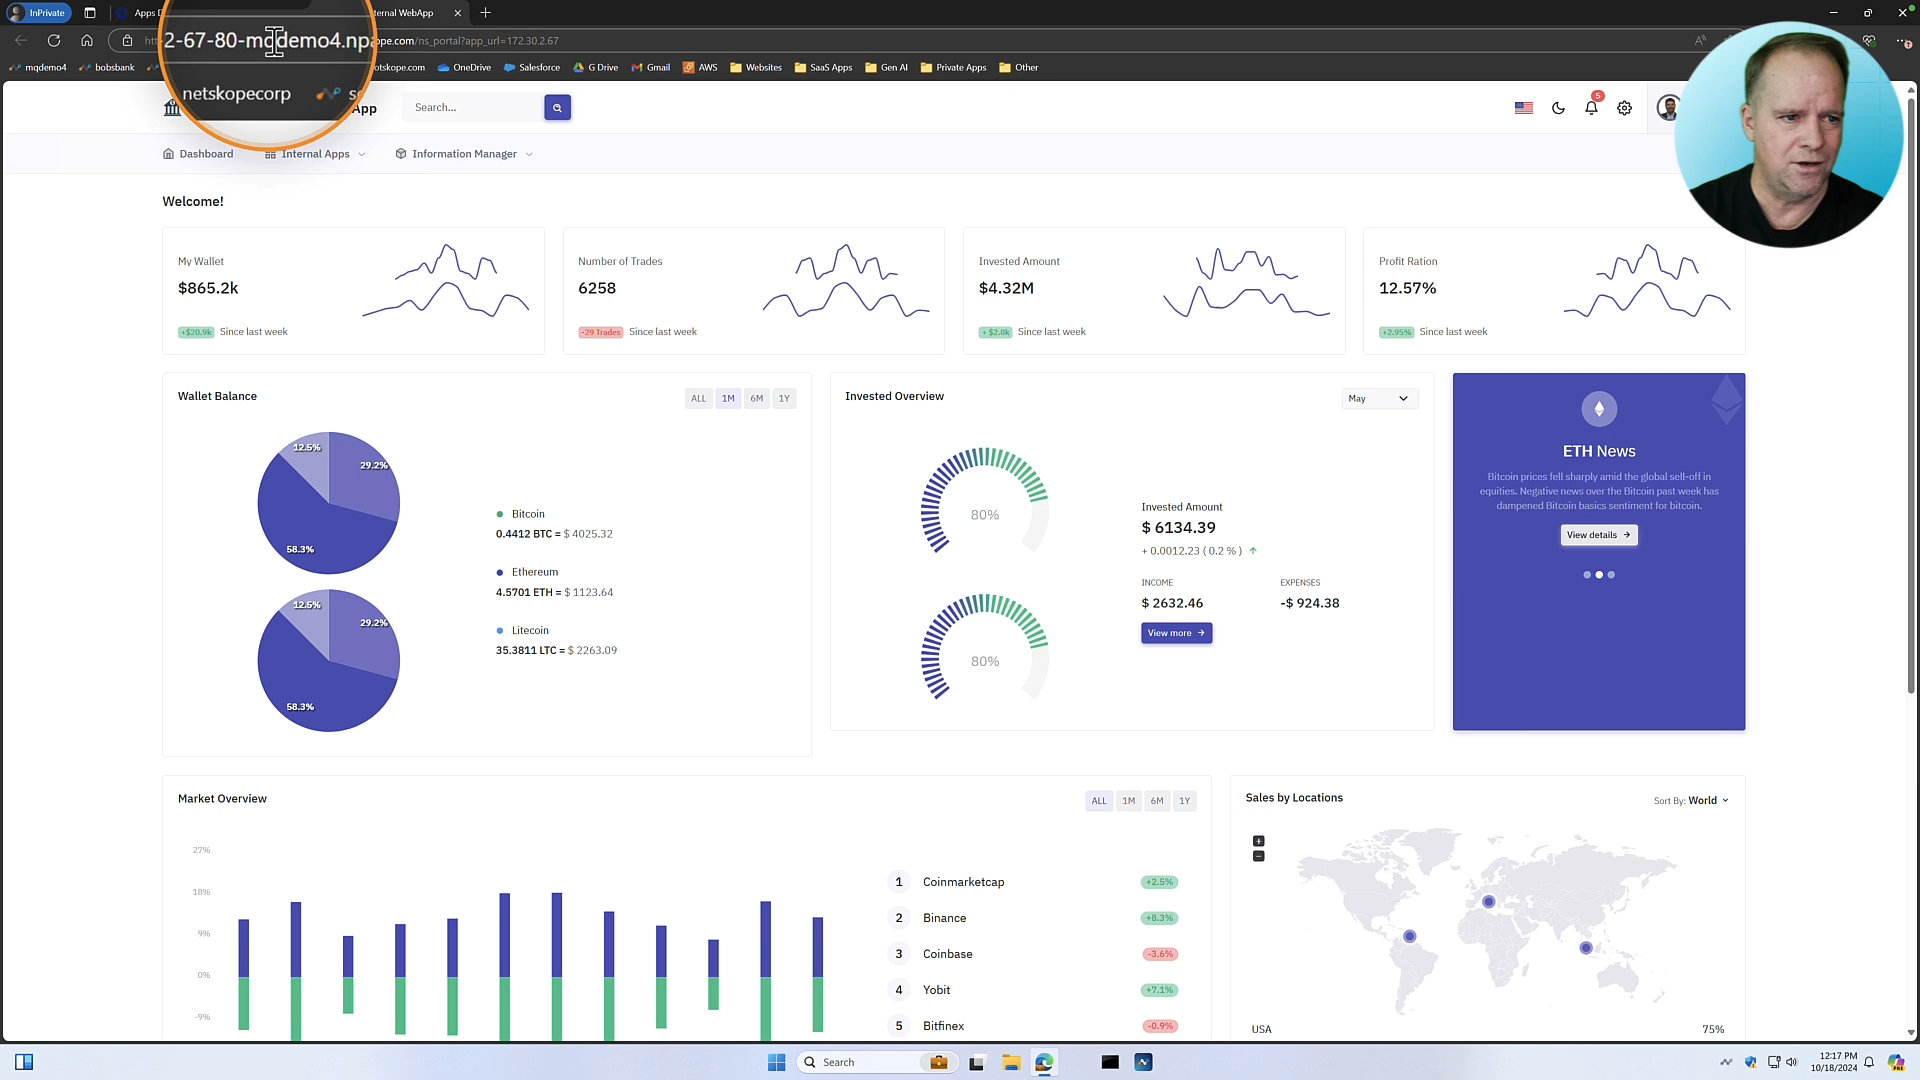 InPrivate
Apps D
ternal WebApp
2-67-80-mqdemo4.npa
ope.com/ns_portal?app_url=172.30.2.67
mqdemo4
bobsbank
netskopecorp
otskope.com
OneDrive
Salesforce
G Drive
Gmail
AWS
Websites
SaaS Apps
Gen AI
Private Apps
Other
App
Search...
5
Dashboard
Internal Apps
Information Manager
Welcome!
My Wallet
$865.2k
+$20.9k Since last week
Number of Trades
6258
-29 Trades Since last week
Invested Amount
$4.32M
+ $2.8k Since last week
Profit Ration
12.57%
+2.95% Since last week
Wallet Balance
ALL 1M 6M 1Y
12.5%
29.2%
58.3%
12.5%
29.2%
58.3%
Bitcoin
0.4412 BTC = $ 4025.32
Ethereum
4.5701 ETH = $ 1123.64
Litecoin
35.3811 LTC = $ 2263.09
Invested Overview
May
80%
80%
Invested Amount
$ 6134.39
+ 0.0012.23 ( 0.2 % )
INCOME
$ 2632.46
EXPENSES
-$ 924.38
View more
ETH News
Bitcoin prices fell sharply amid the global sell-off in
equities. Negative news over the Bitcoin past week has
dampened Bitcoin basics sentiment for bitcoin.
View details
Market Overview
ALL 1M 6M 1Y
27%
18%
9%
0%
-9%
1 Coinmarketcap +2.5%
2 Binance +8.3%
3 Coinbase -3.6%
4 Yobit +7.1%
5 Bitfinex -0.9%
Sales by Locations
Sort By: World
+
−
USA 75%
Search
12:17 PM
10/18/2024